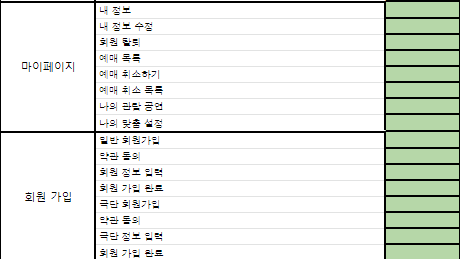 마이페이지
내 정보
내 정보 수정
회원 탈퇴
예매 목록
예매 취소하기
예매 취소 목록
나의 관람 공연
나의 맞춤 설정
회원 가입
일반 회원가입
약관 동의
회원 정보 입력
회원 가입 완료
극단 회원가입
약관 동의
극단 정보 입력
회원 가입 완료